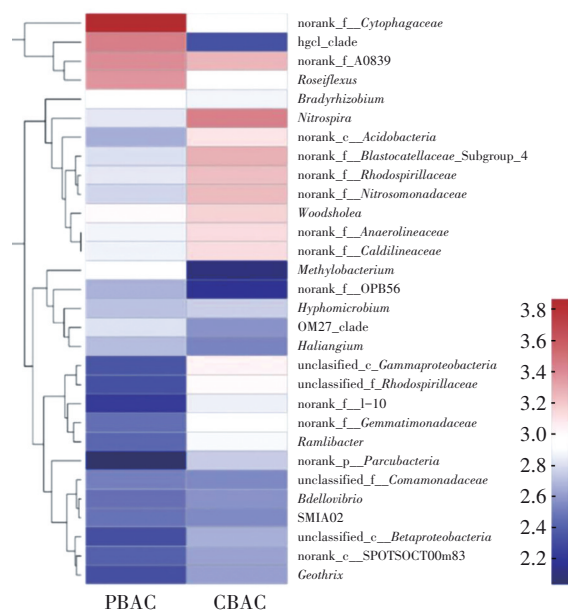 norank_f__Cytophagaceae
hgcl_clade
norank_f_A0839
Roseiflexus
Bradyrhizobium
Nitrospira
norank_c__Acidobacteria
norank_f__Blastocatellaceae_Subgroup_4
norank_f__Rhodospirillaceae
norank_f__Nitrosomonadaceae
Woodsholea
norank_f__Anaerolineaceae
norank_f__Caldilineaceae
Methylobacterium
norank_f__OPB56
Hyphomicrobium
OM27_clade
Haliangium
unclassified_c_Gammaproteobacteria
unclassified_f_Rhodospirillaceae
norank_f__l-10
norank_f__Gemmatimonadaceae
Ramlibacter
norank_p__Parcubacteria
unclassified_f__Comamonadaceae
Bdellovibrio
SMIA02
unclassified_c__Betaproteobacteria
norank_c__SPOTSOCT00m83
Geothrix
3.8
3.6
3.4
3.2
3.0
2.8
2.6
2.4
2.2
PBAC CBAC